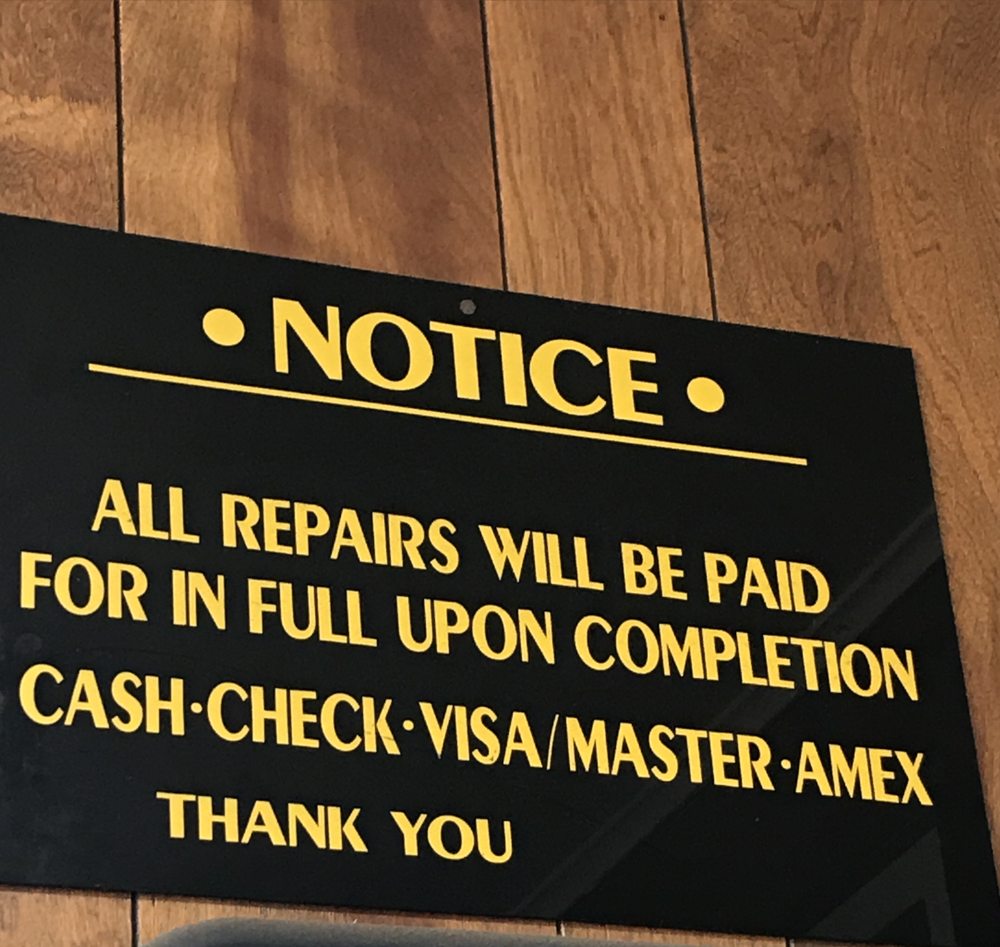 • NOTICE •
ALL REPAIRS WILL BE PAID
FOR IN FULL UPON COMPLETION
CASH·CHECK·VISA/MASTER·AMEX
THANK YOU